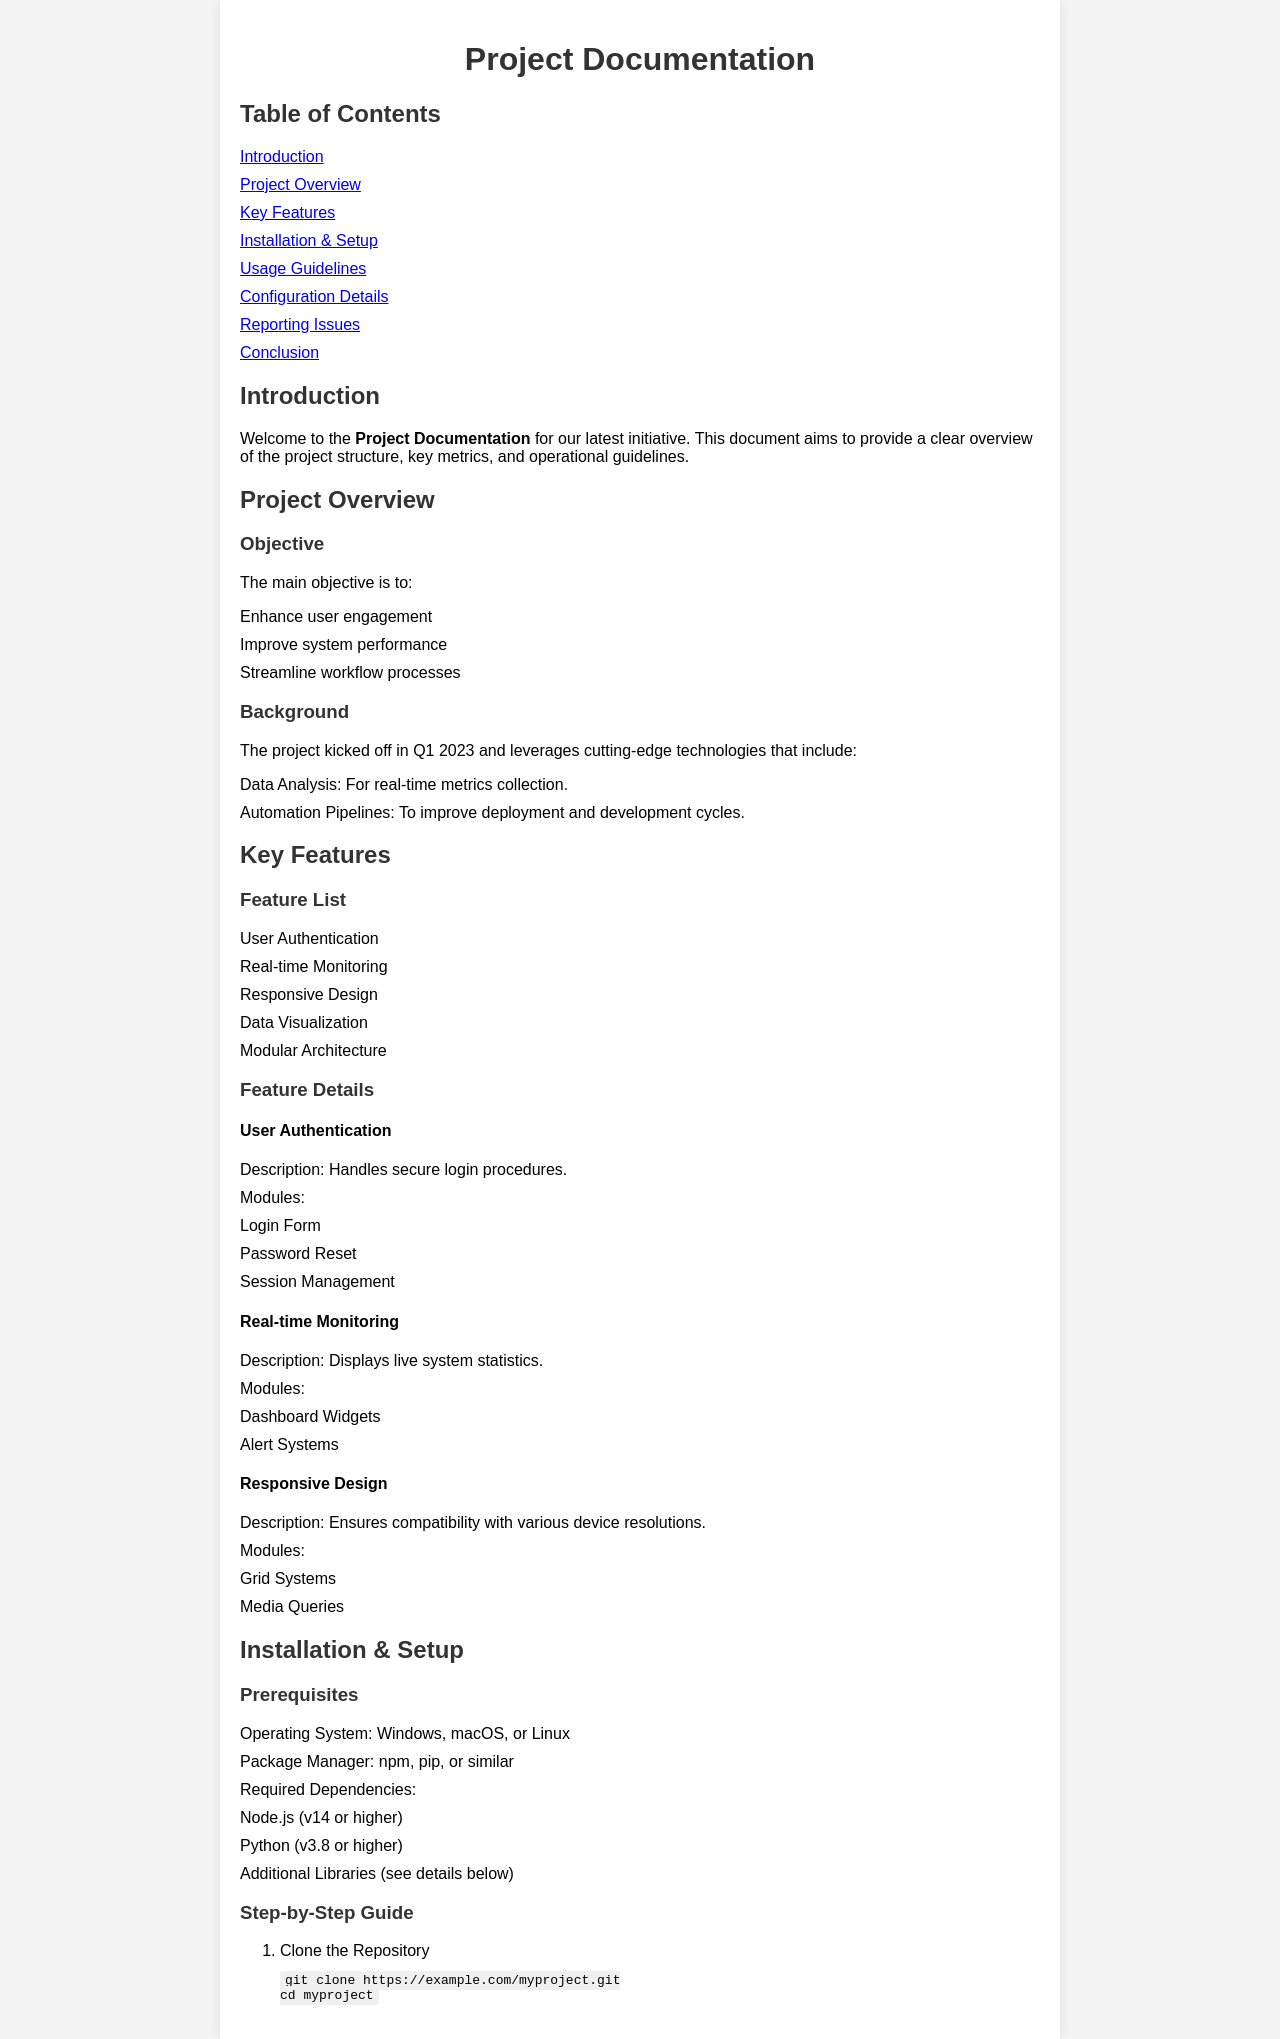 Project Documentation
Table of Contents
Introduction
Project Overview
Key Features
Installation & Setup
Usage Guidelines
Configuration Details
Reporting Issues
Conclusion
Introduction
Welcome to the Project Documentation for our latest initiative. This document aims to provide a clear overview
of the project structure, key metrics, and operational guidelines.
Project Overview
Objective
The main objective is to:
Enhance user engagement
Improve system performance
Streamline workflow processes
Background
The project kicked off in Q1 2023 and leverages cutting-edge technologies that include:
Data Analysis: For real-time metrics collection.
Automation Pipelines: To improve deployment and development cycles.
Key Features
Feature List
User Authentication
Real-time Monitoring
Responsive Design
Data Visualization
Modular Architecture
Feature Details
User Authentication
Description: Handles secure login procedures.
Modules:
Login Form
Password Reset
Session Management
Real-time Monitoring
Description: Displays live system statistics.
Modules:
Dashboard Widgets
Alert Systems
Responsive Design
Description: Ensures compatibility with various device resolutions.
Modules:
Grid Systems
Media Queries
Installation & Setup
Prerequisites
Operating System: Windows, macOS, or Linux
Package Manager: npm, pip, or similar
Required Dependencies:
Node.js (v14 or higher)
Python (v3.8 or higher)
Additional Libraries (see details below)
Step-by-Step Guide
1. Clone the Repository
git clone https://example.com/myproject.git
cd myproject